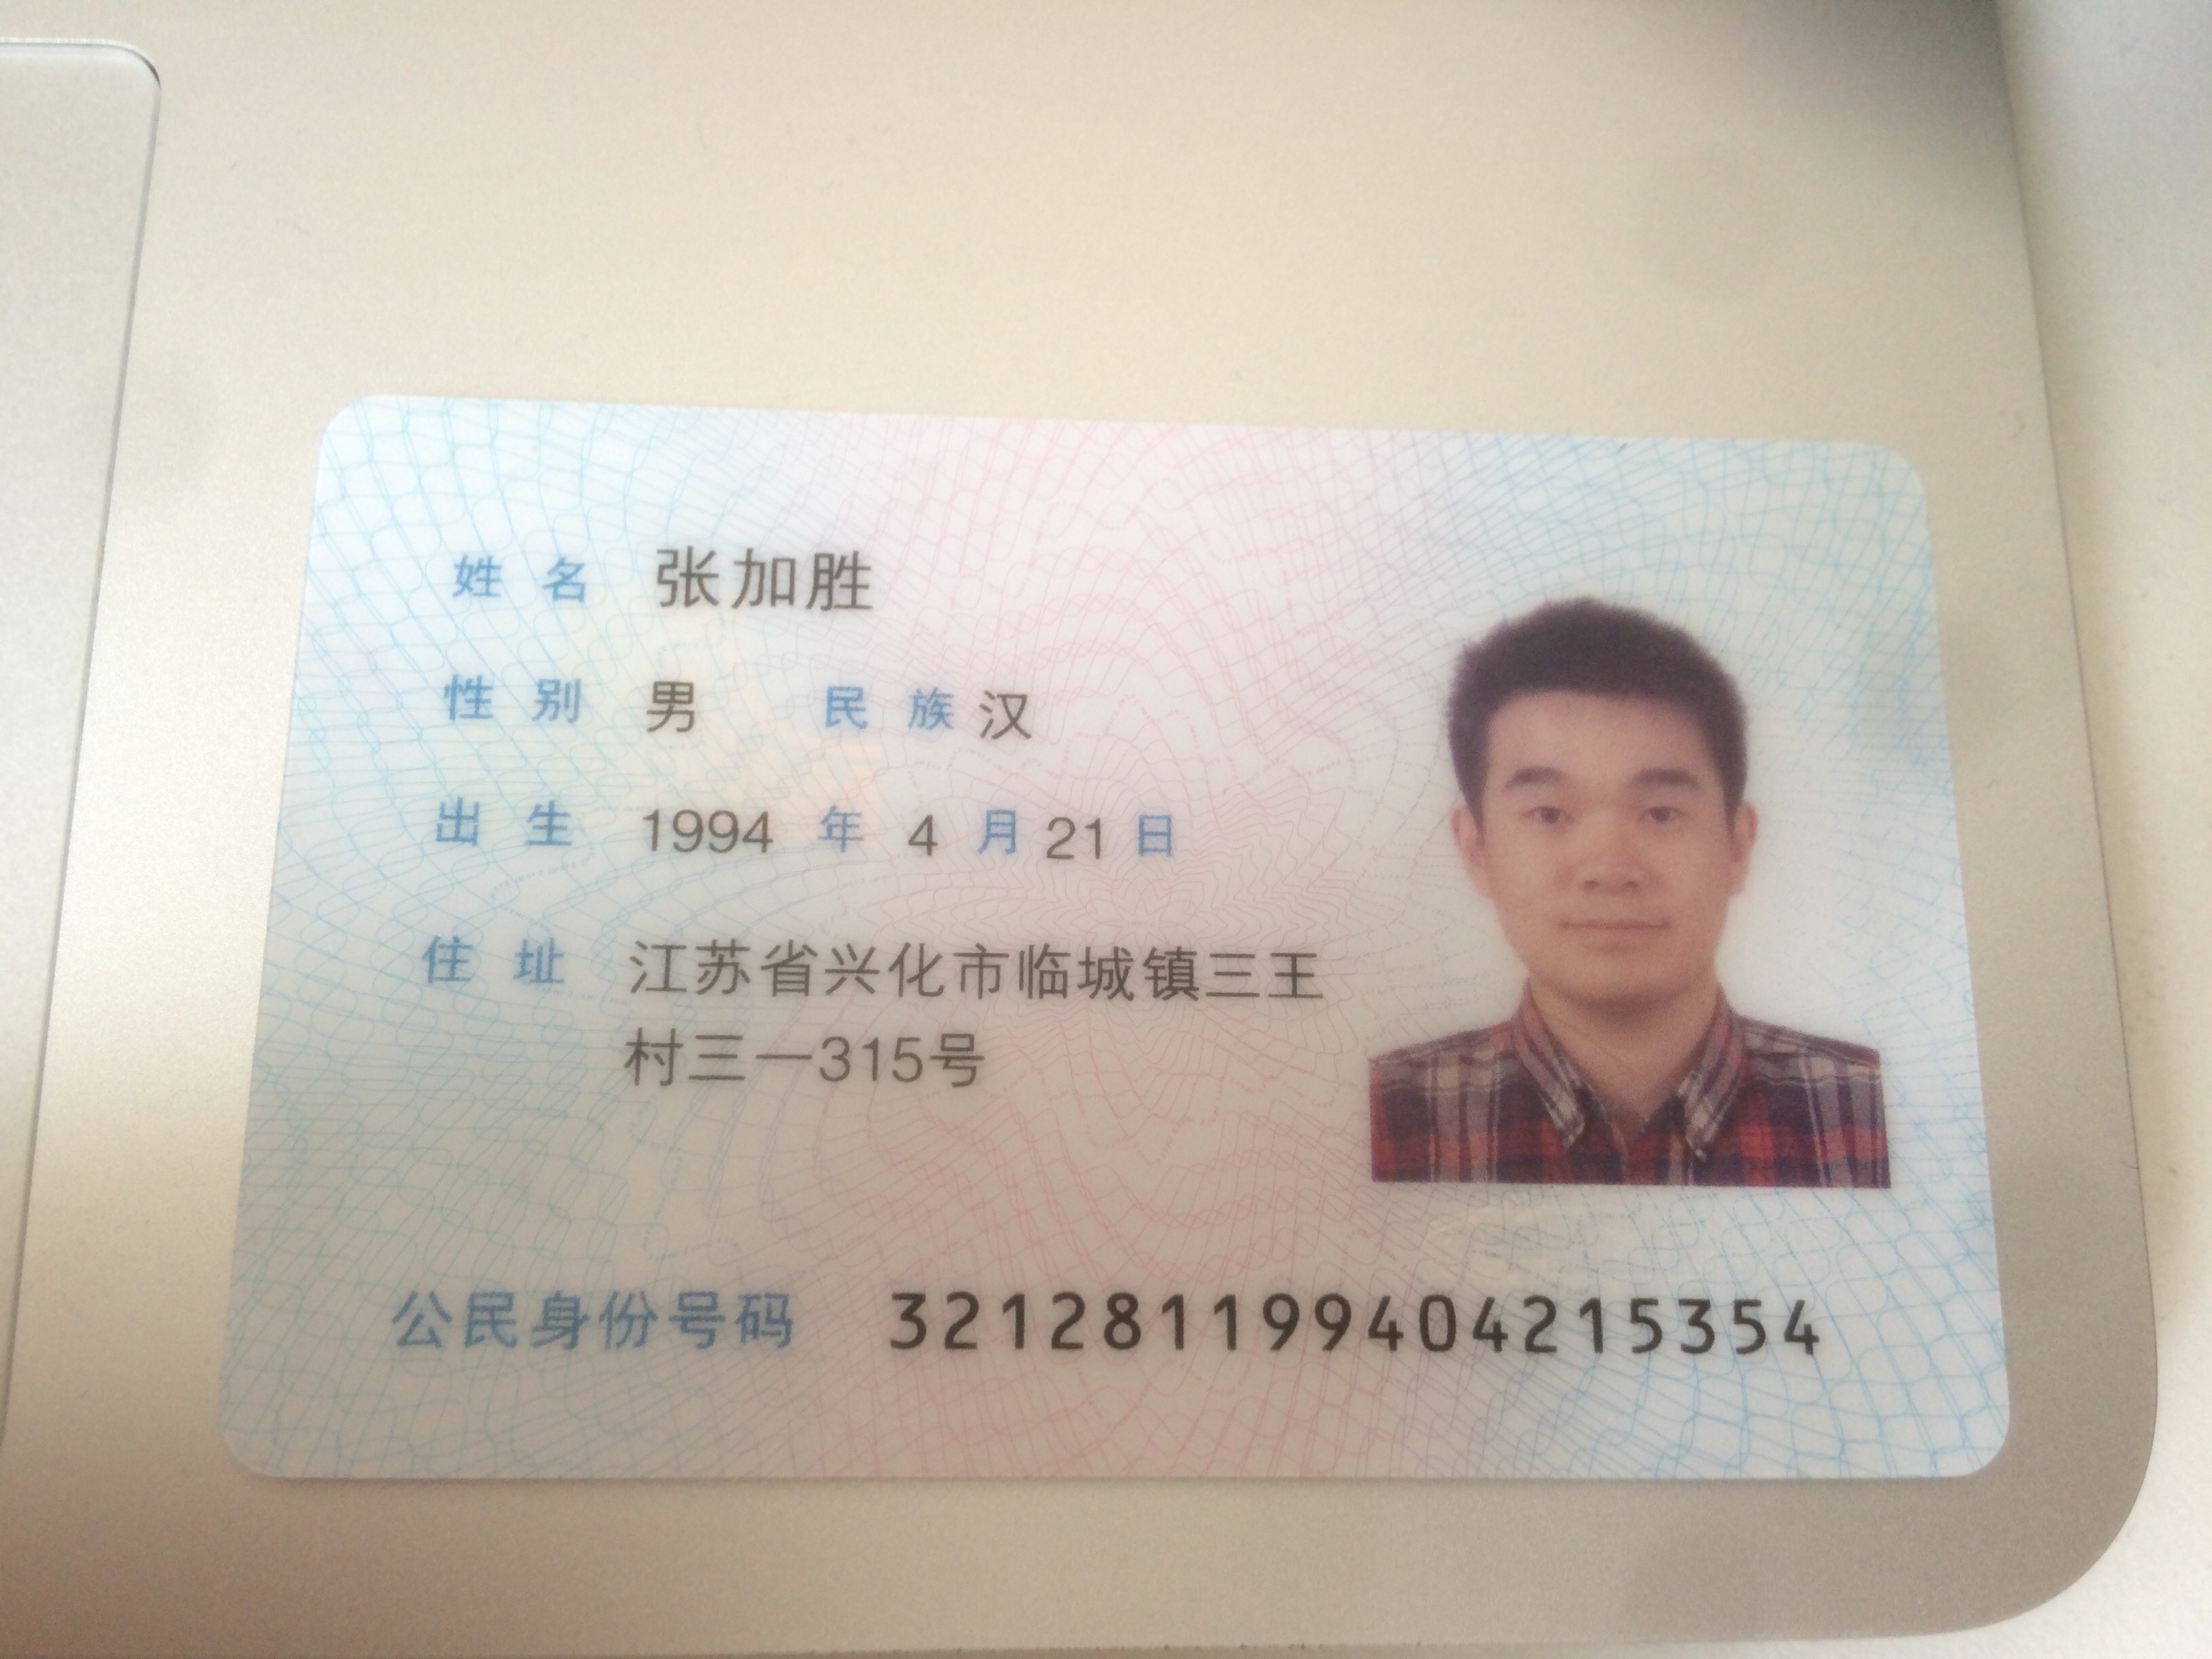 姓名 张加胜
性别 男 民族 汉
出生 1994 年 4 月 21 日
住址 江苏省兴化市临城镇三王
村三一315号
公民身份号码 321281199404215354